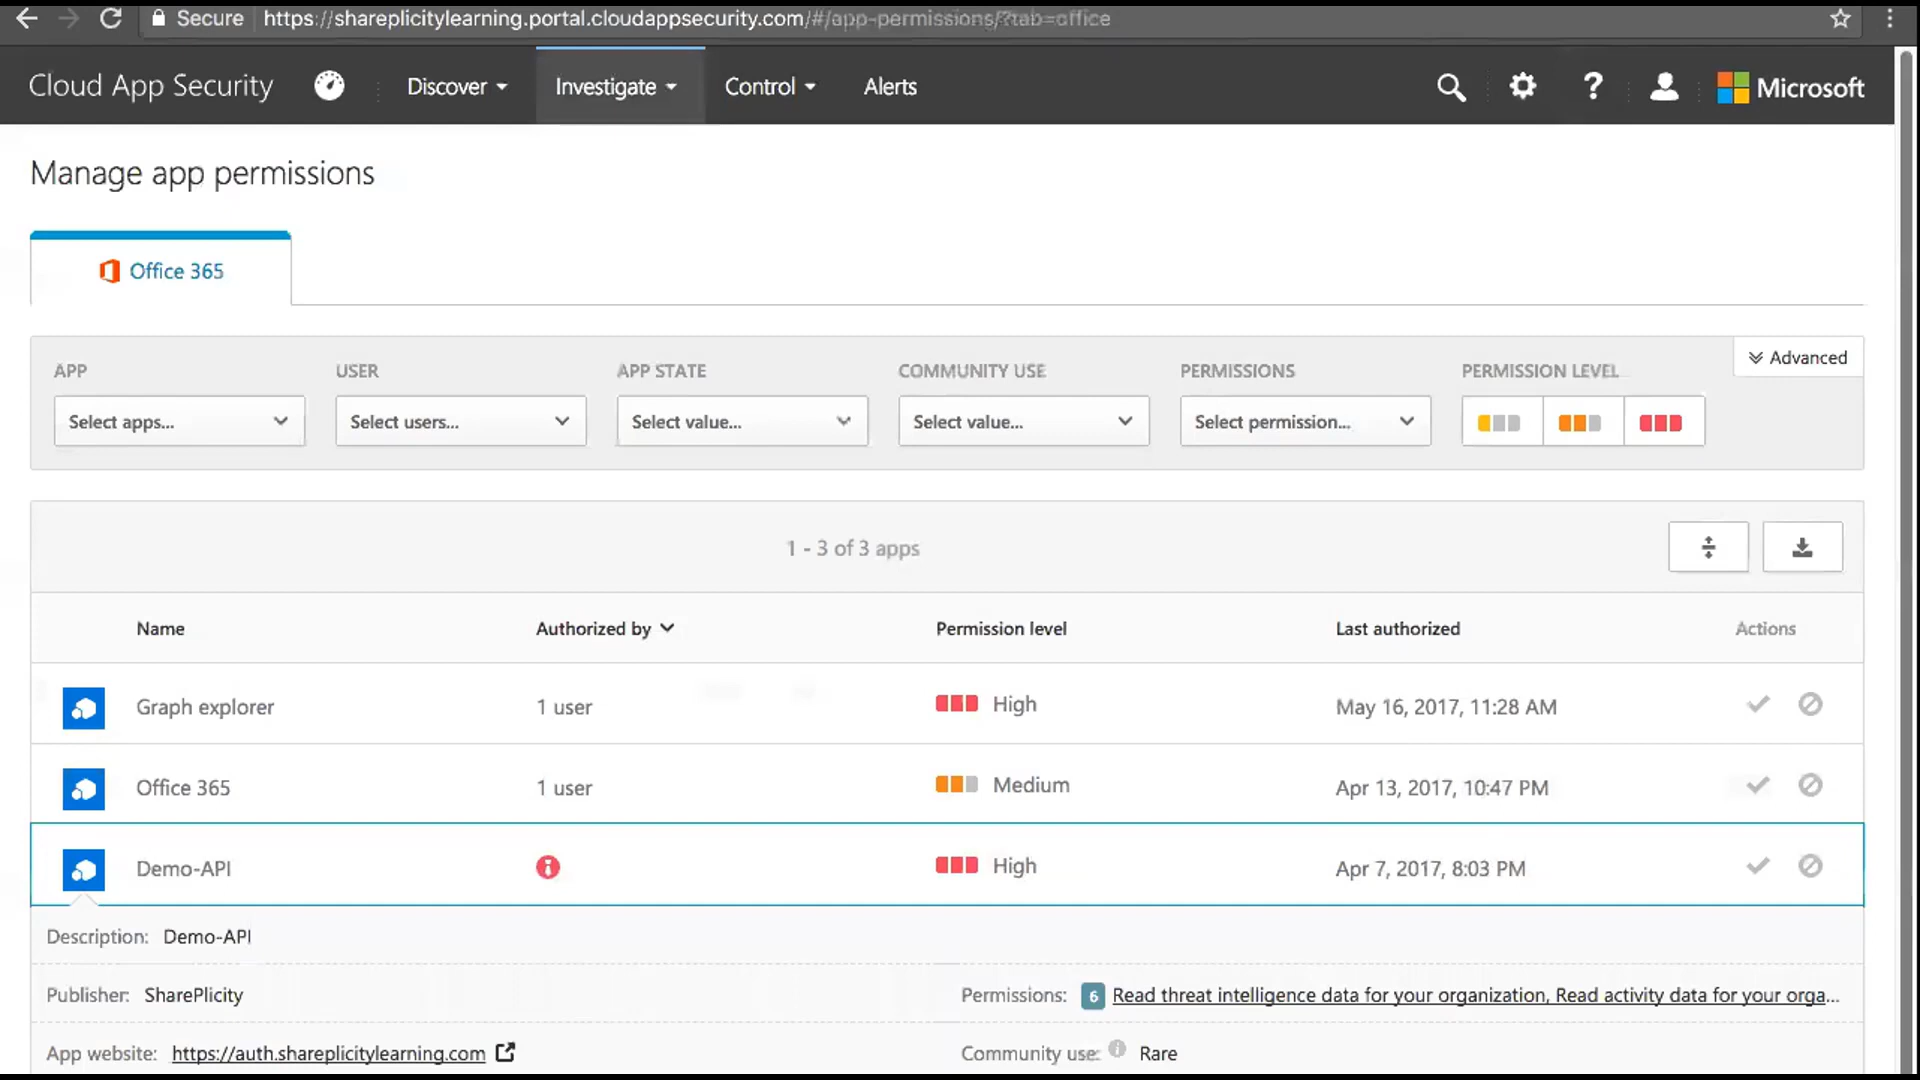 Secure https://shareplicitylearning.portal.cloudappsecurity.com/#/app-permissions/?tab=office
Cloud App Security Discover Investigate Control Alerts ? Microsoft
Manage app permissions
Office 365
Advanced
APP USER APP STATE COMMUNITY USE PERMISSIONS PERMISSION LEVEL
Select apps... Select users... Select value... Select value... Select permission...
1 - 3 of 3 apps
Name Authorized by Permission level Last authorized Actions
Graph explorer 1 user High May 16, 2017, 11:28 AM
Office 365 1 user Medium Apr 13, 2017, 10:47 PM
Demo-API High Apr 7, 2017, 8:03 PM
Description: Demo-API
Publisher: SharePlicity Permissions: 6 Read threat intelligence data for your organization, Read activity data for your orga...
App website: https://auth.shareplicitylearning.com Community use: Rare